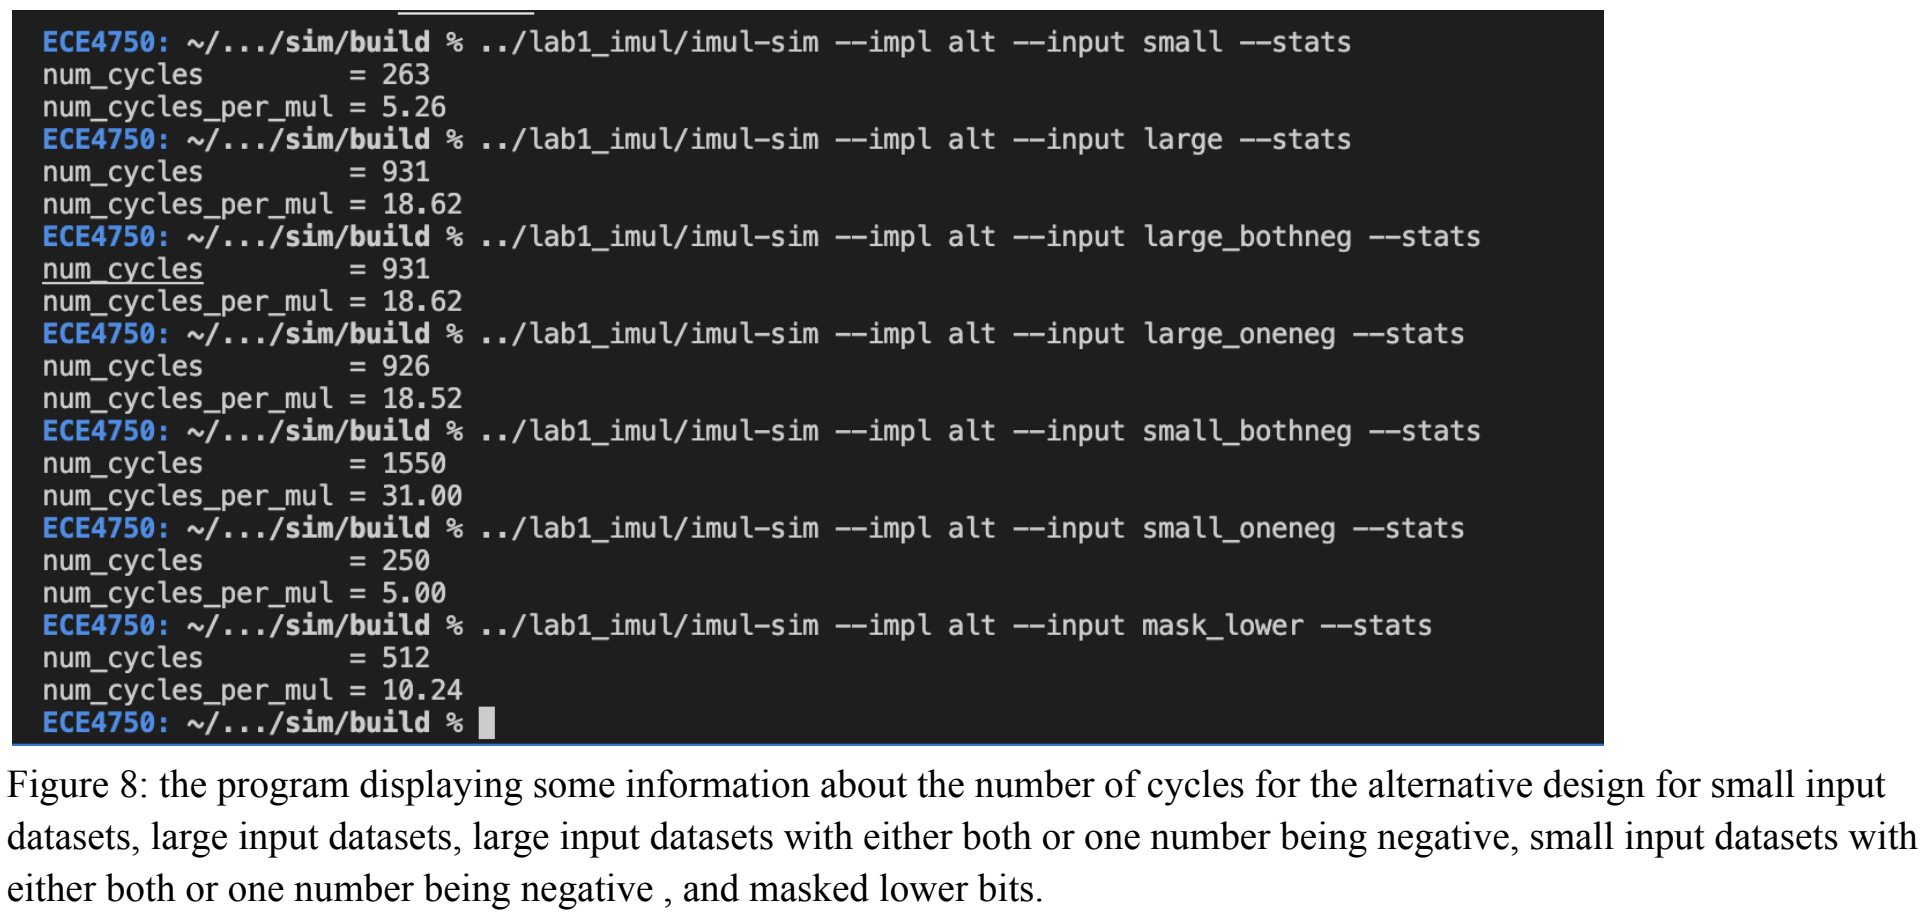 ECE4750: ~/.../sim/build % ../lab1_imul/imul-sim --impl alt --input small --stats
num_cycles         = 263
num_cycles_per_mul = 5.26
ECE4750: ~/.../sim/build % ../lab1_imul/imul-sim --impl alt --input large --stats
num_cycles         = 931
num_cycles_per_mul = 18.62
ECE4750: ~/.../sim/build % ../lab1_imul/imul-sim --impl alt --input large_bothneg --stats
num_cycles         = 931
num_cycles_per_mul = 18.62
ECE4750: ~/.../sim/build % ../lab1_imul/imul-sim --impl alt --input large_oneneg --stats
num_cycles         = 926
num_cycles_per_mul = 18.52
ECE4750: ~/.../sim/build % ../lab1_imul/imul-sim --impl alt --input small_bothneg --stats
num_cycles         = 1550
num_cycles_per_mul = 31.00
ECE4750: ~/.../sim/build % ../lab1_imul/imul-sim --impl alt --input small_oneneg --stats
num_cycles         = 250
num_cycles_per_mul = 5.00
ECE4750: ~/.../sim/build % ../lab1_imul/imul-sim --impl alt --input mask_lower --stats
num_cycles         = 512
num_cycles_per_mul = 10.24
ECE4750: ~/.../sim/build %
Figure 8: the program displaying some information about the number of cycles for the alternative design for small input
datasets, large input datasets, large input datasets with either both or one number being negative, small input datasets with
either both or one number being negative , and masked lower bits.